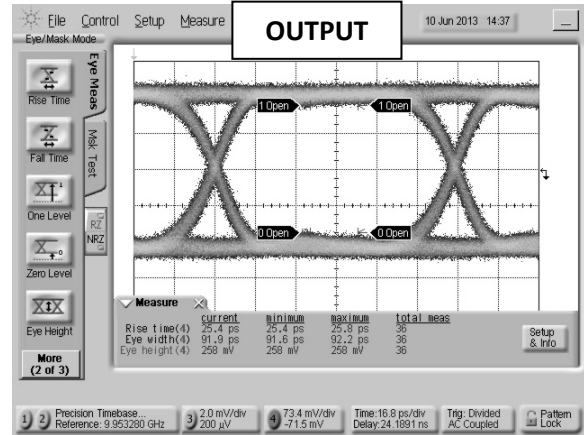 File Control Setup Measure
OUTPUT
10 Jun 2013 14:37
Eye/Mask Mode
Rise Time
Fall Time
One Level
Zero Level
Eye Height
More
(2 of 3)
Eye Meas
Msk Test
RZ
NRZ
1 Open 1 Open
0 Open 0 Open
Measure
current minimum maximum total meas
Rise time(4) 25.4 ps 25.4 ps 25.8 ps 36
Eye width(4) 91.9 ps 91.6 ps 92.2 ps 36
Eye height(4) 258 mV 258 mV 258 mV 36
Setup
& Info
1) 2) Precision Timebase...
Reference: 9.953280 GHz
3) 2.0 mV/div
200 µV
4) 73.4 mV/div
-71.5 mV
Time:16.8 ps/div
Delay:24.1891 ns
Trig: Divided
AC Coupled
Pattern
Lock